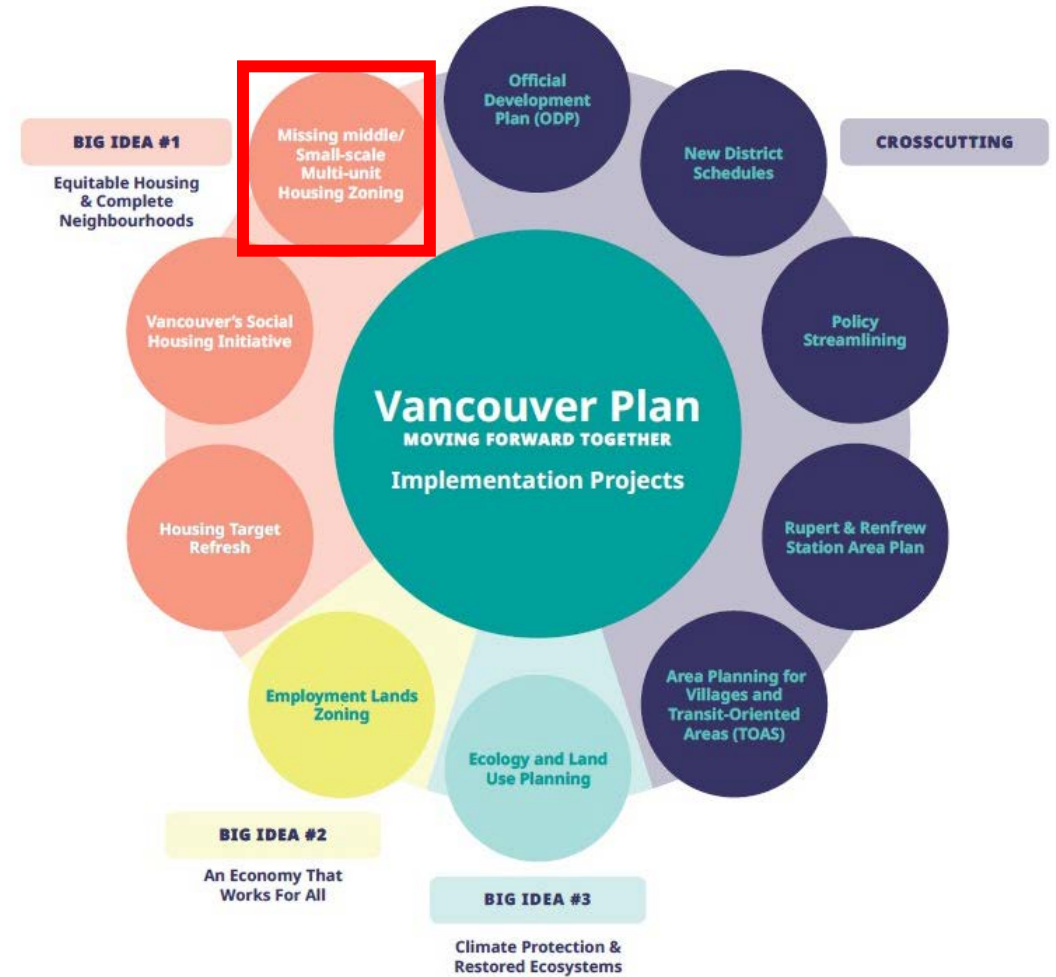 Official
Development
Plan (ODP)
Missing middle/
Small-scale
Multi-unit
Housing Zoning
BIG IDEA #1
Equitable Housing
& Complete
Neighbourhoods
New District
Schedules
CROSSCUTTING
Vancouver's Social
Housing Initiative
Policy
Streamlining
Vancouver Plan
MOVING FORWARD TOGETHER
Implementation Projects
Housing Target
Refresh
Rupert & Renfrew
Station Area Plan
Employment Lands
Zoning
Area Planning for
Villages and
Transit-Oriented
Areas (TOAS)
Ecology and Land
Use Planning
BIG IDEA #2
An Economy That
Works For All
BIG IDEA #3
Climate Protection &
Restored Ecosystems